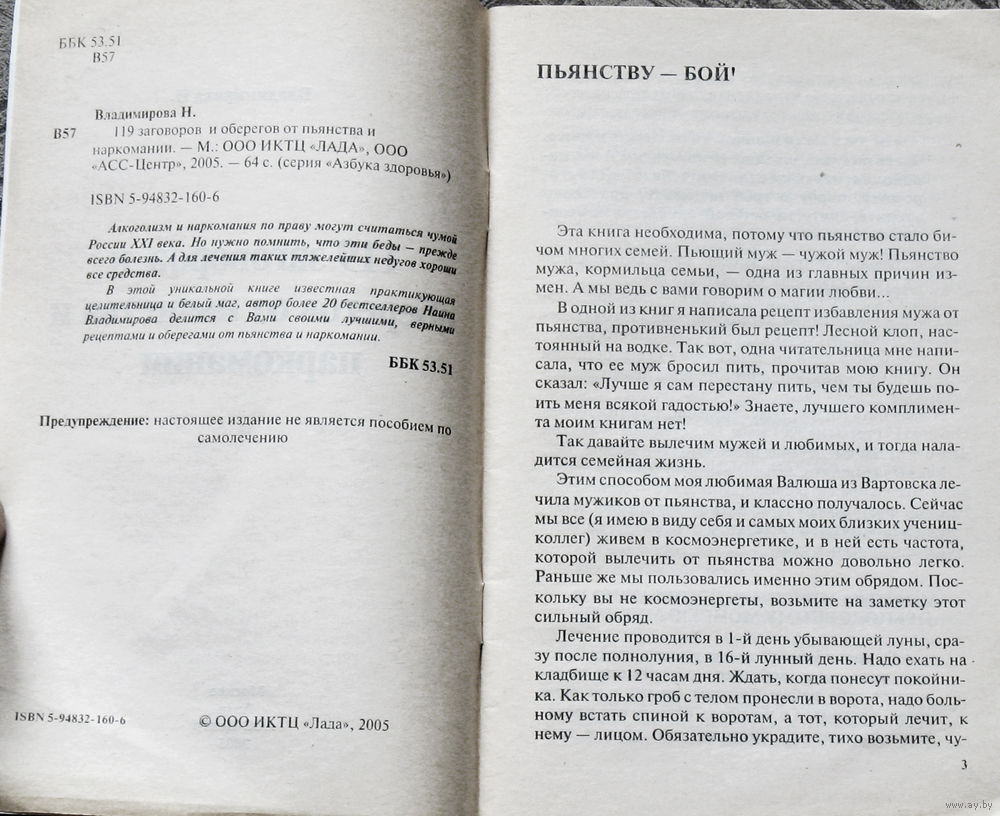 ББК 53.51
В57
Владимирова Н.
В57 119 заговоров и оберегов от пьянства и
наркомании. — М.: ООО ИКТЦ «ЛАДА», ООО
«АСС-Центр», 2005. — 64 с. (серия «Азбука здоровья»)
ISBN 5-94832-160-6
Алкоголизм и наркомания по праву могут считаться чумой
России XXI века. Но нужно помнить, что эти беды — прежде
всего болезнь. А для лечения таких тяжелейших недугов хороши
все средства.
В этой уникальной книге известная практикующая
целительница и белый маг, автор более 20 бестселлеров Наина
Владимирова делится с Вами своими лучшими, верными
рецептами и оберегами от пьянства и наркомании.
ББК 53.51
Предупреждение: настоящее издание не является пособием по
самолечению
ISBN 5-94832-160-6
© ООО ИКТЦ «Лада», 2005
ПЬЯНСТВУ — БОЙ!
Эта книга необходима, потому что пьянство стало би-
чом многих семей. Пьющий муж — чужой муж! Пьянство
мужа, кормильца семьи, — одна из главных причин из-
мен. А мы ведь с вами говорим о магии любви...
В одной из книг я написала рецепт избавления мужа от
пьянства, противненький был рецепт! Лесной клоп, нас-
тоянный на водке. Так вот, одна читательница мне напи-
сала, что ее муж бросил пить, прочитав мою книгу. Он
сказал: «Лучше я сам перестану пить, чем ты будешь по-
ить меня всякой гадостью!» Знаете, лучшего комплимен-
та моим книгам нет!
Так давайте вылечим мужей и любимых, и тогда нала-
дится семейная жизнь.
Этим способом моя любимая Валюша из Вартовска ле-
чила мужиков от пьянства, и классно получалось. Сейчас
мы все (я имею в виду себя и самых моих близких учениц-
коллег) живем в космоэнергетике, и в ней есть частота,
которой вылечить от пьянства можно довольно легко.
Раньше же мы пользовались именно этим обрядом. Пос-
кольку вы не космоэнергеты, возьмите на заметку этот
сильный обряд.
Лечение проводится в 1-й день убывающей луны, сра-
зу после полнолуния, в 16-й лунный день. Надо ехать на
кладбище к 12 часам дня. Ждать, когда понесут покойни-
ка. Как только гроб с телом пронесли в ворота, надо боль-
ному встать спиной к воротам, а тот, который лечит, к
нему — лицом. Обязательно украдите, тихо возьмите, чу-
3
www.ay.by